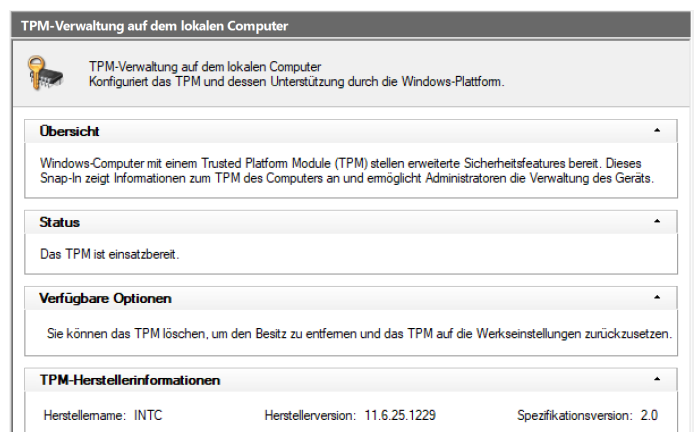 TPM-Verwaltung auf dem lokalen Computer
TPM-Verwaltung auf dem lokalen Computer
Konfiguriert das TPM und dessen Unterstützung durch die Windows-Plattform.
Übersicht
Windows-Computer mit einem Trusted Platform Module (TPM) stellen erweiterte Sicherheitsfeatures bereit. Dieses
Snap-In zeigt Informationen zum TPM des Computers an und ermöglicht Administratoren die Verwaltung des Geräts.
Status
Das TPM ist einsatzbereit.
Verfügbare Optionen
Sie können das TPM löschen, um den Besitz zu entfernen und das TPM auf die Werkseinstellungen zurückzusetzen.
TPM-Herstellerinformationen
Herstellername: INTC Herstellerversion: 11.6.25.1229 Spezifikationsversion: 2.0